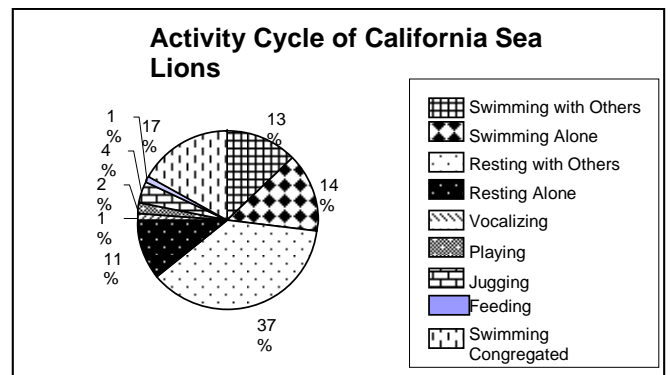 Activity Cycle of California Sea
Lions
1
%
17
%
13
%
4
%
2
%
1
%
11
%
14
%
37
%
Swimming with Others
Swimming Alone
Resting with Others
Resting Alone
Vocalizing
Playing
Jugging
Feeding
Swimming
Congregated